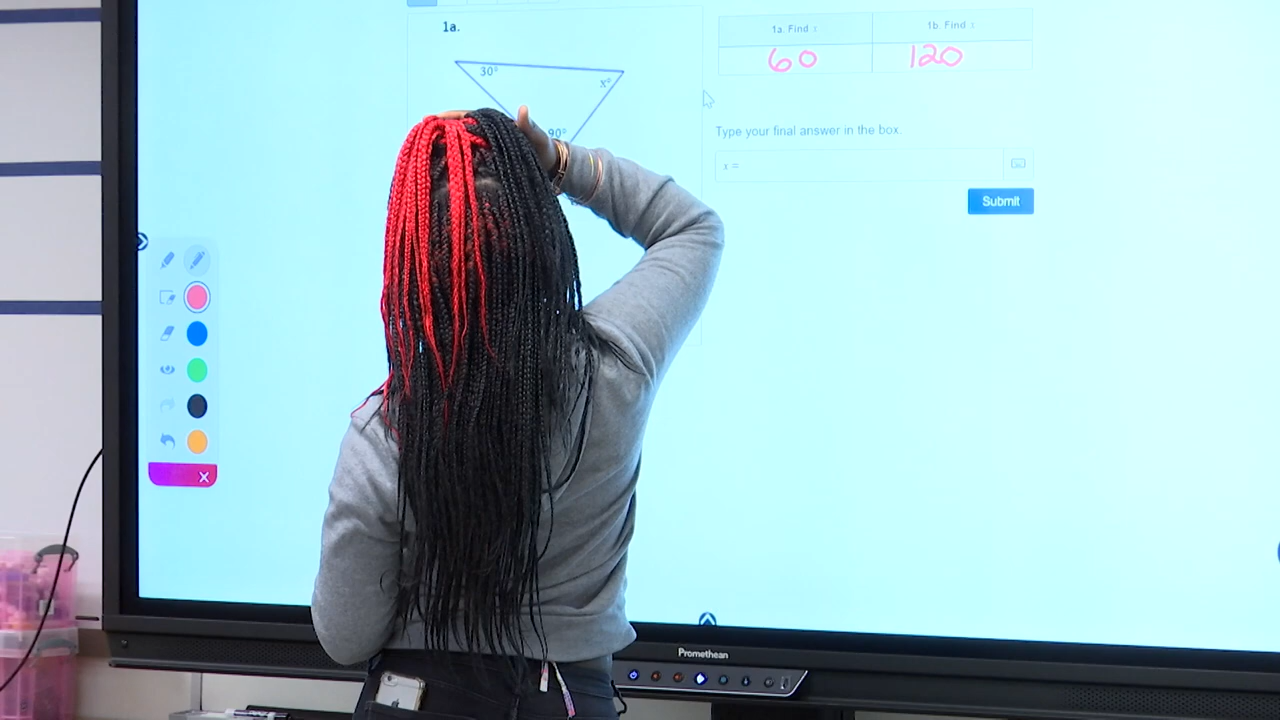 1a.
30°
x°
90°
1a. Find x
1b. Find x
60
120
Type your final answer in the box.
x =
Submit
Promethean